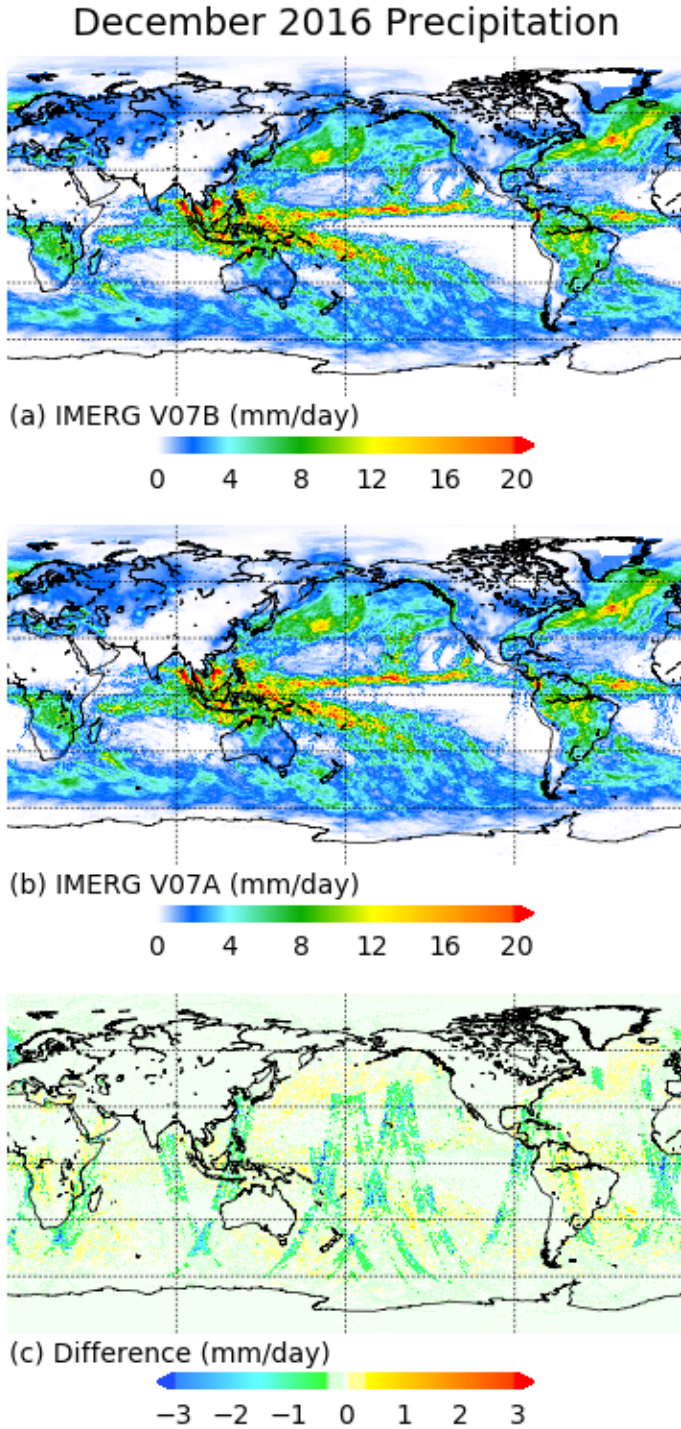 December 2016 Precipitation
(a) IMERG V07B (mm/day)
0 4 8 12 16 20
(b) IMERG V07A (mm/day)
0 4 8 12 16 20
(c) Difference (mm/day)
−3 −2 −1 0 1 2 3